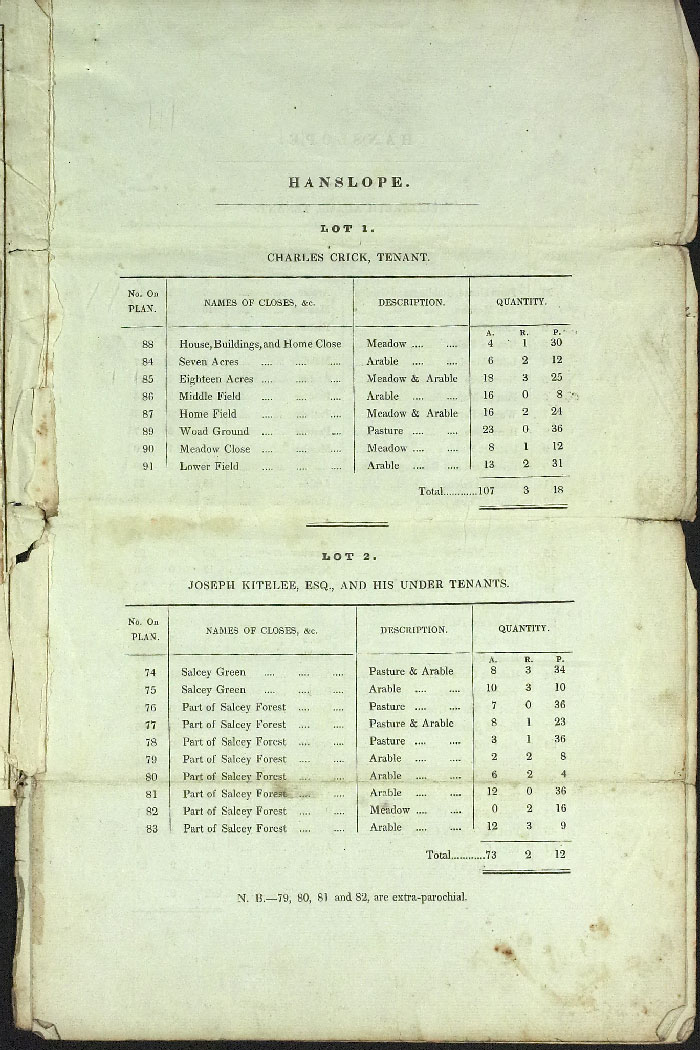 HANSLOPE.
LOT 1.
CHARLES CRICK, TENANT.
No. On PLAN. NAMES OF CLOSES, &c. DESCRIPTION. QUANTITY.
A. R. P.
88 House, Buildings, and Home Close Meadow .... .... 4 1 30
84 Seven Acres .... .... .... Arable .... .... 6 2 12
85 Eighteen Acres .... .... .... Meadow & Arable 18 3 25
86 Middle Field .... .... .... Arable .... .... 16 0 8
87 Home Field .... .... .... Meadow & Arable 16 2 24
89 Woad Ground .... .... .... Pasture .... .... 23 0 36
90 Meadow Close .... .... .... Meadow .... .... 8 1 12
91 Lower Field .... .... .... Arable .... .... 13 2 31
Total............107 3 18
LOT 2.
JOSEPH KITELEE, ESQ., AND HIS UNDER TENANTS.
No. On PLAN. NAMES OF CLOSES, &c. DESCRIPTION. QUANTITY.
A. R. P.
74 Salcey Green .... .... .... Pasture & Arable 8 3 34
75 Salcey Green .... .... .... Arable .... .... 10 3 10
76 Part of Salcey Forest .... .... Pasture .... .... 7 0 36
77 Part of Salcey Forest .... .... Pasture & Arable 8 1 23
78 Part of Salcey Forest .... .... Pasture .... .... 3 1 36
79 Part of Salcey Forest .... .... Arable .... .... 2 2 8
80 Part of Salcey Forest .... .... Arable .... .... 6 2 4
81 Part of Salcey Forest .... .... Arable .... .... 12 0 36
82 Part of Salcey Forest .... .... Meadow .... .... 0 2 16
83 Part of Salcey Forest .... .... Arable .... .... 12 3 9
Total............73 2 12
N. B.—79, 80, 81 and 82, are extra-parochial.